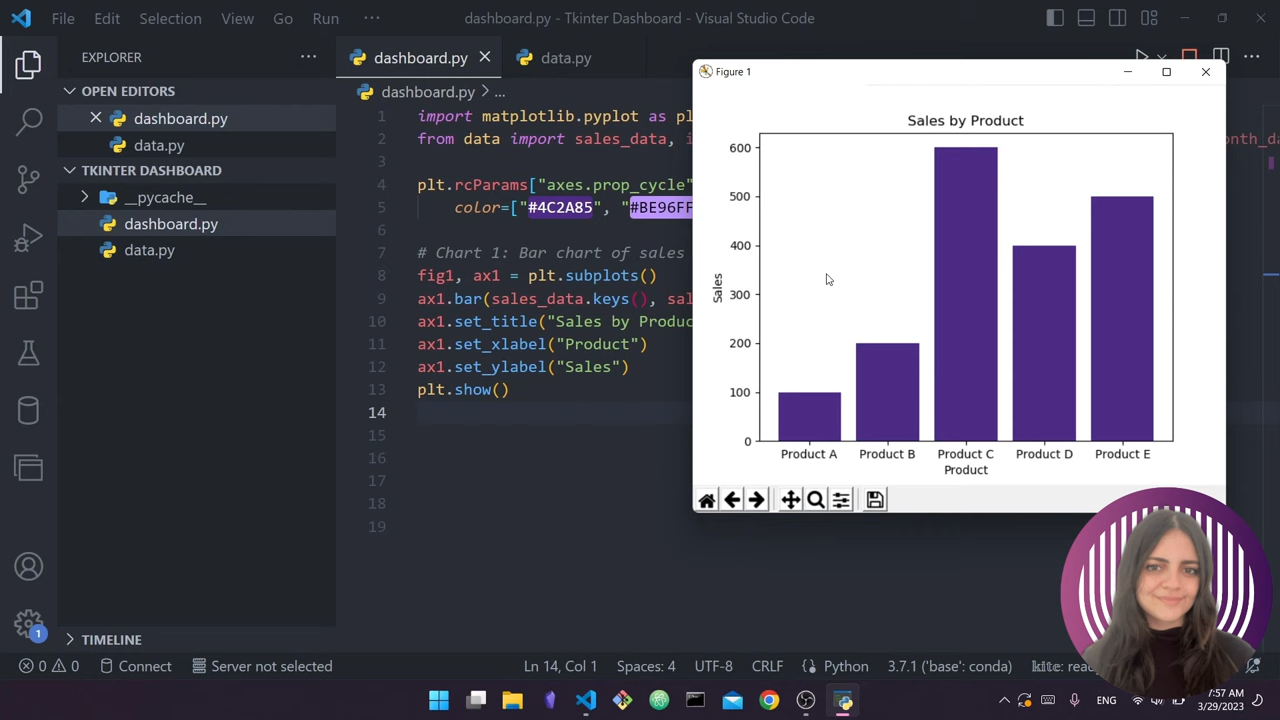 File Edit Selection View Go Run ··· dashboard.py - Tkinter Dashboard - Visual Studio Code
EXPLORER ···
OPEN EDITORS
dashboard.py
data.py
TKINTER DASHBOARD
__pycache__
dashboard.py
data.py
TIMELINE
dashboard.py data.py
dashboard.py > ...
1 import matplotlib.pyplot as pl
2 from data import sales_data, i onth_da
3
4 plt.rcParams["axes.prop_cycle"
5 color=["#4C2A85", "#BE96FF
6
7 # Chart 1: Bar chart of sales
8 fig1, ax1 = plt.subplots()
9 ax1.bar(sales_data.keys(), sal
10 ax1.set_title("Sales by Produc
11 ax1.set_xlabel("Product")
12 ax1.set_ylabel("Sales")
13 plt.show()
14
15
16
17
18
19
Figure 1
Sales by Product
600
500
400
300
200
100
0
Sales
Product A Product B Product C Product D Product E
Product
1
0 0 Connect Server not selected Ln 14, Col 1 Spaces: 4 UTF-8 CRLF Python 3.7.1 ('base': conda) kite:
ENG 7:57 AM
3/29/2023